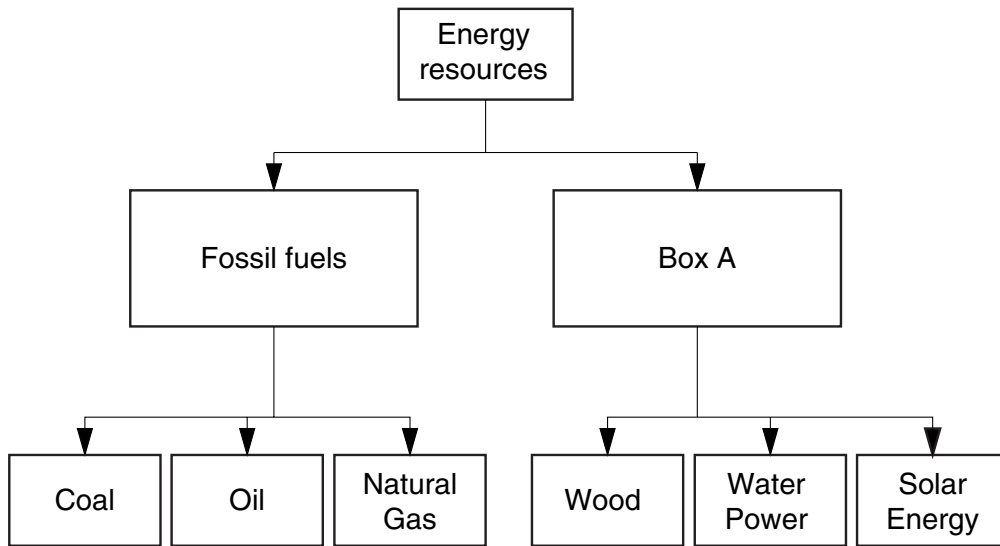 Energy
resources
Fossil fuels
Box A
Coal
Oil
Natural
Gas
Wood
Water
Power
Solar
Energy